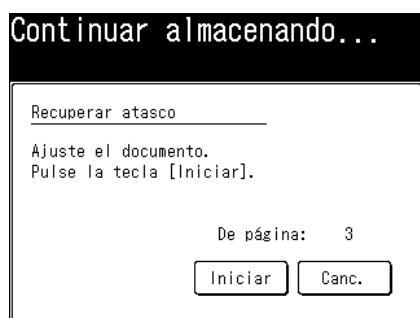 Continuar almacenando...
Recuperar atasco
Ajuste el documento.
Pulse la tecla [Iniciar].
De página: 3
Iniciar Canc.